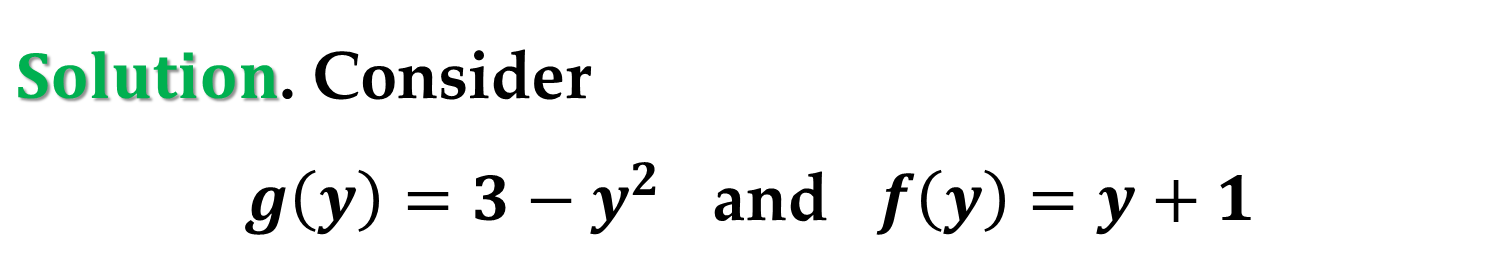 Solution. Consider
g(y) = 3 − y² and f(y) = y + 1